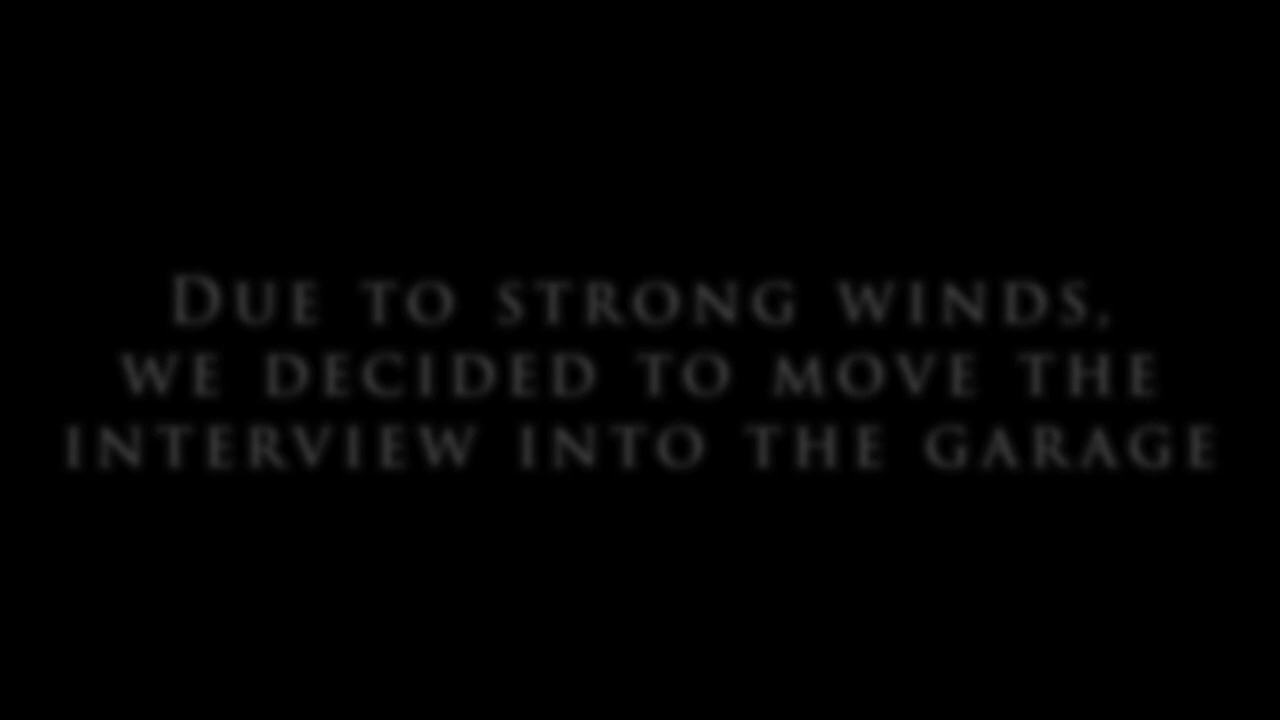 Due to strong winds,
we decided to move the
interview into the garage